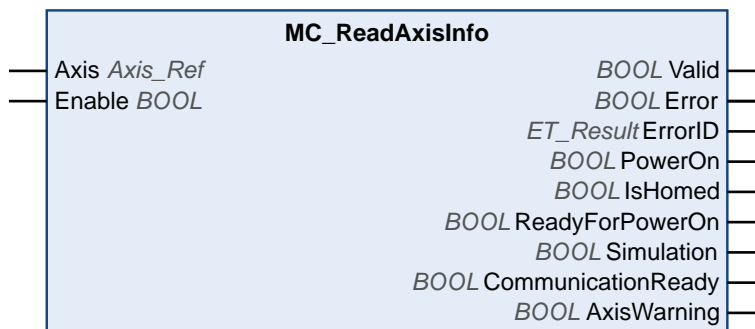 MC_ReadAxisInfo
Axis Axis_Ref BOOL Valid
Enable BOOL BOOL Error
ET_Result ErrorID
BOOL PowerOn
BOOL IsHomed
BOOL ReadyForPowerOn
BOOL Simulation
BOOL CommunicationReady
BOOL AxisWarning